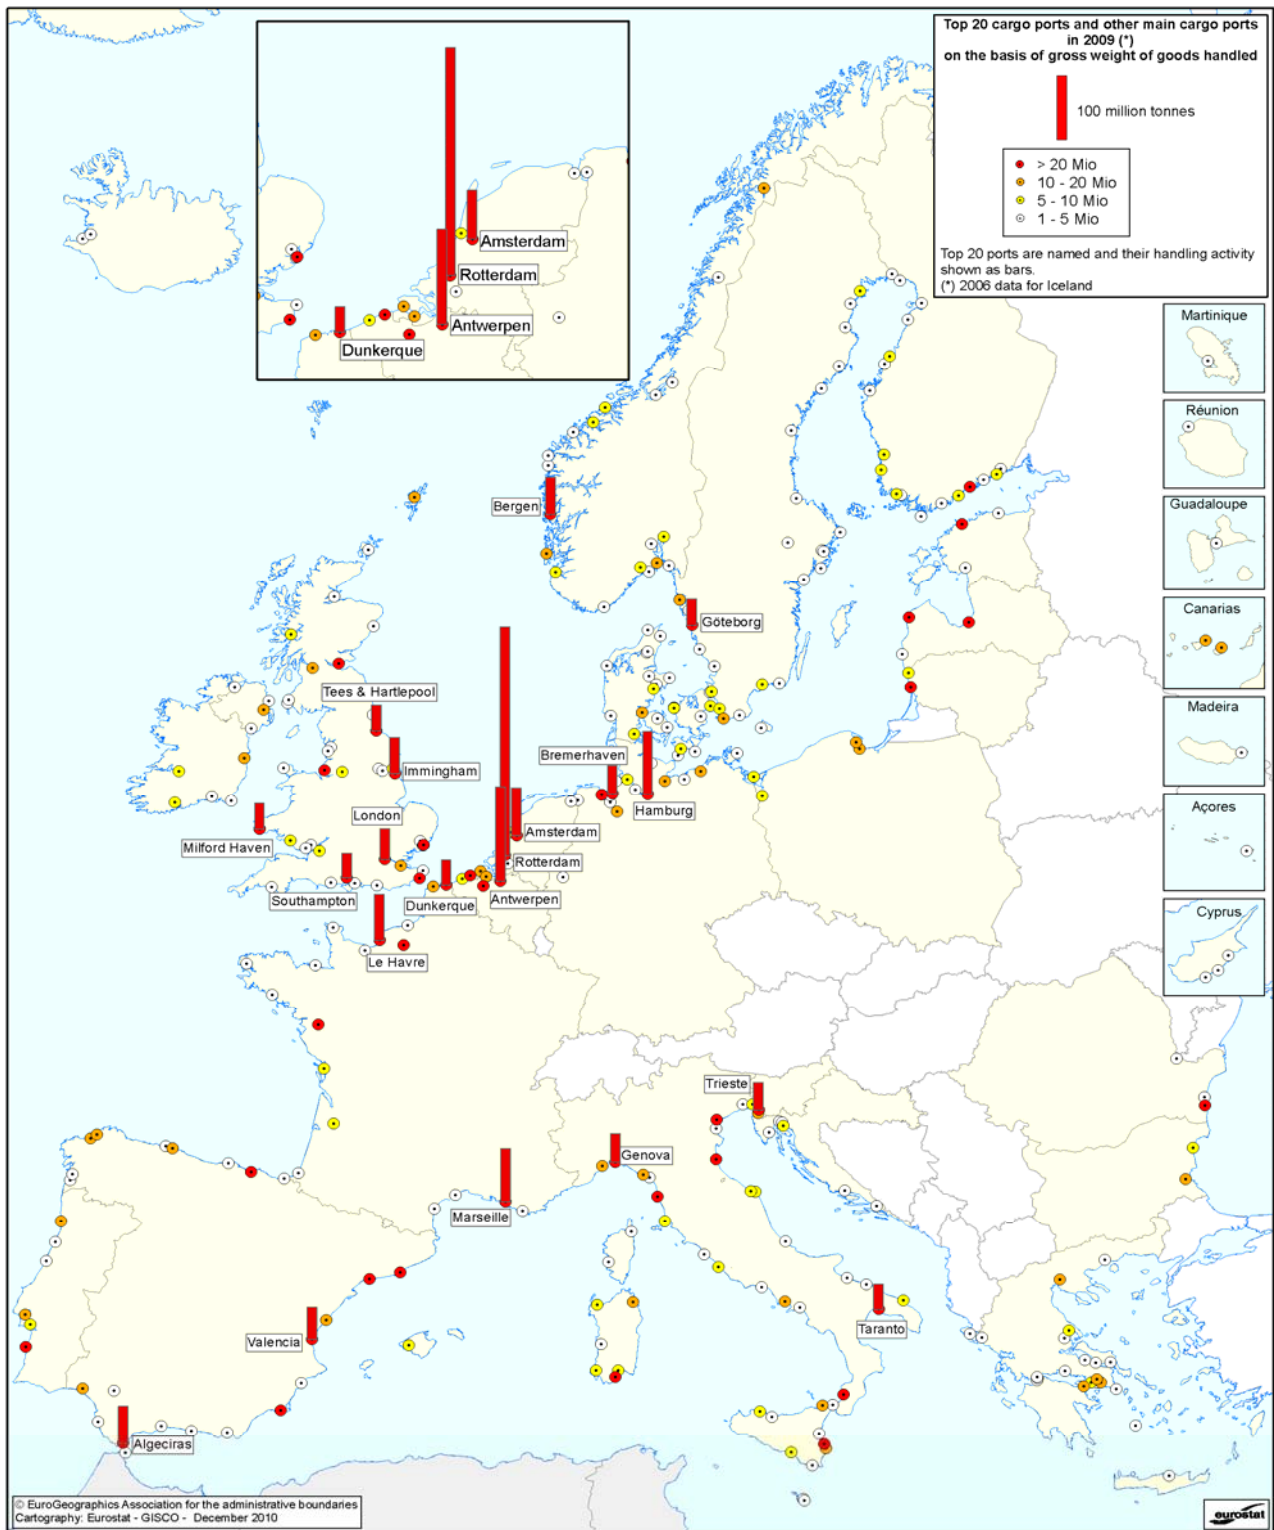 Top 20 cargo ports and other main cargo ports
in 2009 (*)
on the basis of gross weight of goods handled
100 million tonnes
> 20 Mio
10 - 20 Mio
5 - 10 Mio
1 - 5 Mio
Top 20 ports are named and their handling activity
shown as bars.
(*) 2006 data for Iceland
Amsterdam
Rotterdam
Antwerpen
Dunkerque
Martinique
Réunion
Guadaloupe
Canarias
Madeira
Açores
Cyprus
Bergen
Göteborg
Tees & Hartlepool
Bremerhaven
Immingham
London
Hamburg
Amsterdam
Milford Haven
Rotterdam
Southampton
Dunkerque
Antwerpen
Le Havre
Trieste
Genova
Marseille
Valencia
Taranto
Algeciras
© EuroGeographics Association for the administrative boundaries
Cartography: Eurostat - GISCO - December 2010
eurostat